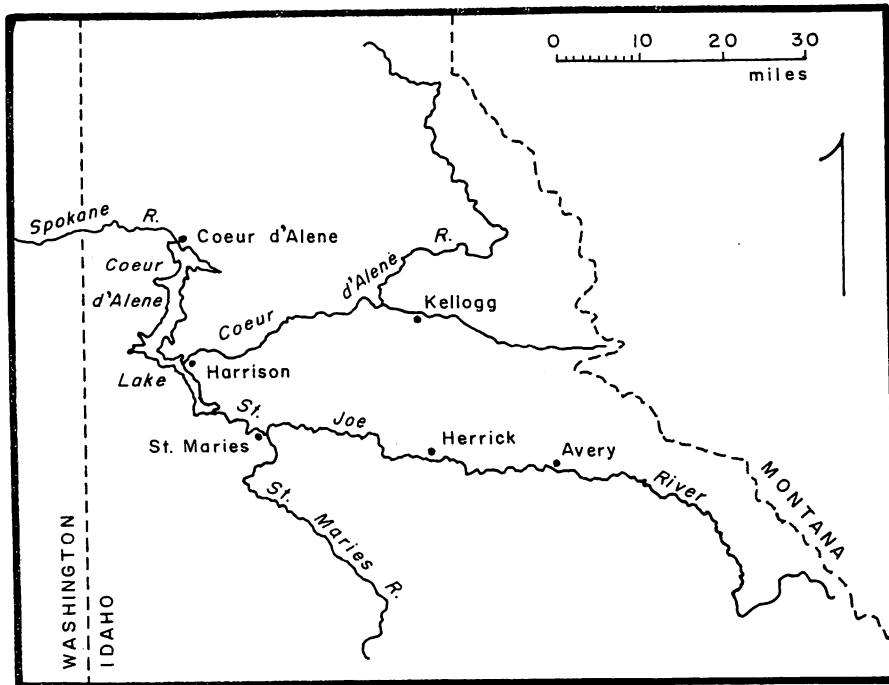 0 10 20 30
miles
Spokane R.
Coeur d'Alene
Coeur
d'Alene
Lake
Coeur d'Alene R.
Kellogg
Harrison
St. Joe River
St. Maries
Herrick
Avery
St. Maries R.
MONTANA
WASHINGTON
IDAHO